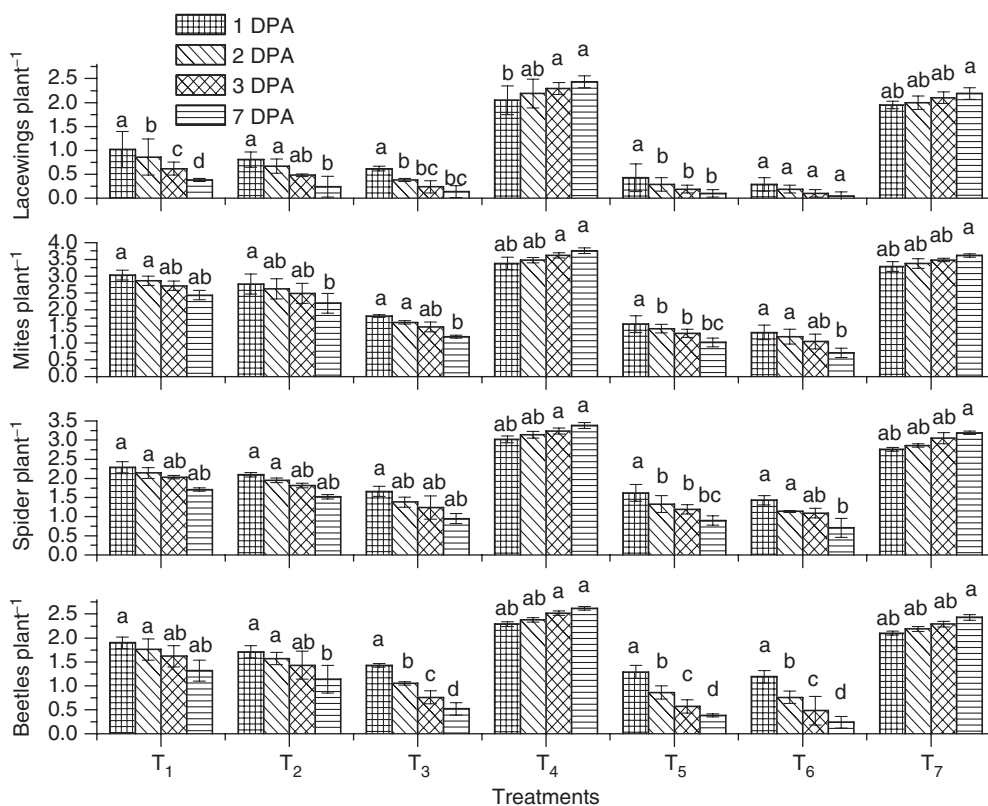 1 DPA
2 DPA
3 DPA
7 DPA
Lacewings plant⁻¹
2.5
2.0
1.5
1.0
0.5
0.0
a b c d
a a ab b
a b bc c
b ab a a
a b b b
a a a a
ab ab ab a
Mites plant⁻¹
4.0
3.5
3.0
2.5
2.0
1.5
1.0
0.5
0.0
a a ab ab
a ab ab b
a a ab b
ab ab a a
a b b bc
a a ab b
ab ab ab a
Spider plant⁻¹
3.5
3.0
2.5
2.0
1.5
1.0
0.5
0.0
a a ab ab
a a ab ab
a ab ab ab
ab ab a a
a b b bc
a a ab b
ab ab ab a
Beetles plant⁻¹
2.5
2.0
1.5
1.0
0.5
0.0
a a ab ab
a a ab b
a b c d
ab ab a a
a b c d
a b c d
ab ab ab a
T₁ T₂ T₃ T₄ T₅ T₆ T₇
Treatments